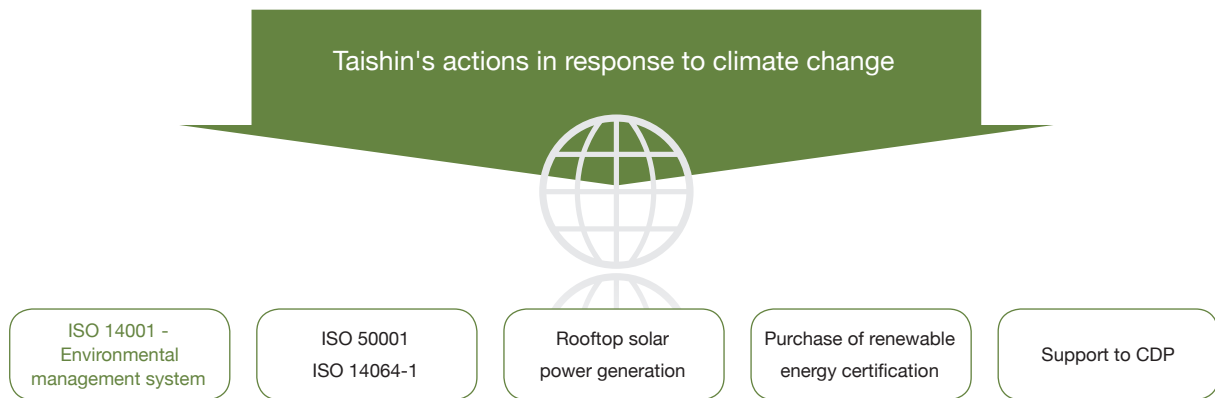 Taishin's actions in response to climate change
ISO 14001 -
Environmental
management system
ISO 50001
ISO 14064-1
Rooftop solar
power generation
Purchase of renewable
energy certification
Support to CDP